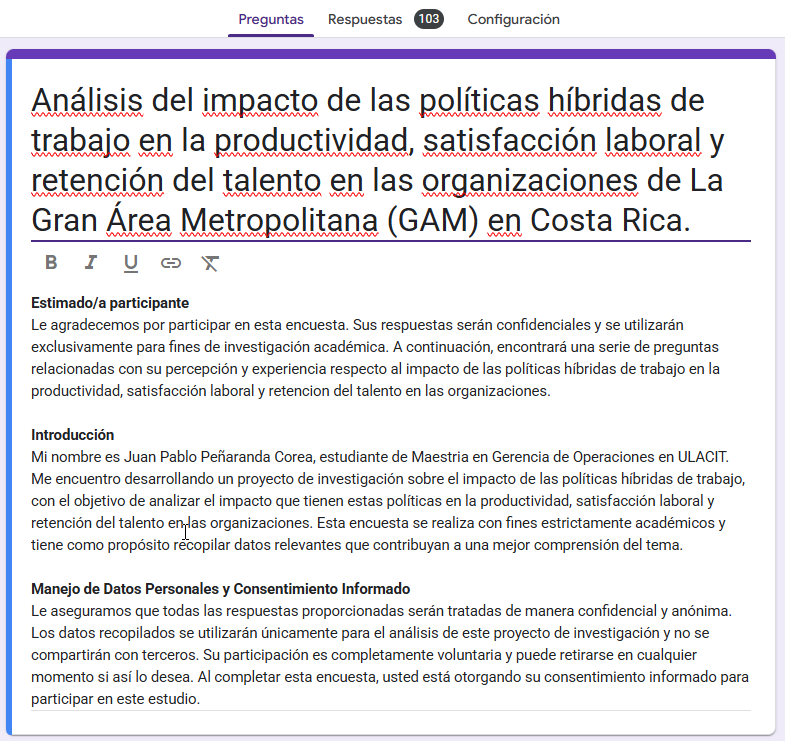 Preguntas Respuestas 103 Configuración
Análisis del impacto de las políticas híbridas de
trabajo en la productividad, satisfacción laboral y
retención del talento en las organizaciones de La
Gran Área Metropolitana (GAM) en Costa Rica.
B I U
Estimado/a participante
Le agradecemos por participar en esta encuesta. Sus respuestas serán confidenciales y se utilizarán
exclusivamente para fines de investigación académica. A continuación, encontrará una serie de preguntas
relacionadas con su percepción y experiencia respecto al impacto de las políticas híbridas de trabajo en la
productividad, satisfacción laboral y retencion del talento en las organizaciones.
Introducción
Mi nombre es Juan Pablo Peñaranda Corea, estudiante de Maestria en Gerencia de Operaciones en ULACIT.
Me encuentro desarrollando un proyecto de investigación sobre el impacto de las políticas híbridas de trabajo,
con el objetivo de analizar el impacto que tienen estas políticas en la productividad, satisfacción laboral y
retención del talento en las organizaciones. Esta encuesta se realiza con fines estrictamente académicos y
tiene como propósito recopilar datos relevantes que contribuyan a una mejor comprensión del tema.
Manejo de Datos Personales y Consentimiento Informado
Le aseguramos que todas las respuestas proporcionadas serán tratadas de manera confidencial y anónima.
Los datos recopilados se utilizarán únicamente para el análisis de este proyecto de investigación y no se
compartirán con terceros. Su participación es completamente voluntaria y puede retirarse en cualquier
momento si así lo desea. Al completar esta encuesta, usted está otorgando su consentimiento informado para
participar en este estudio.